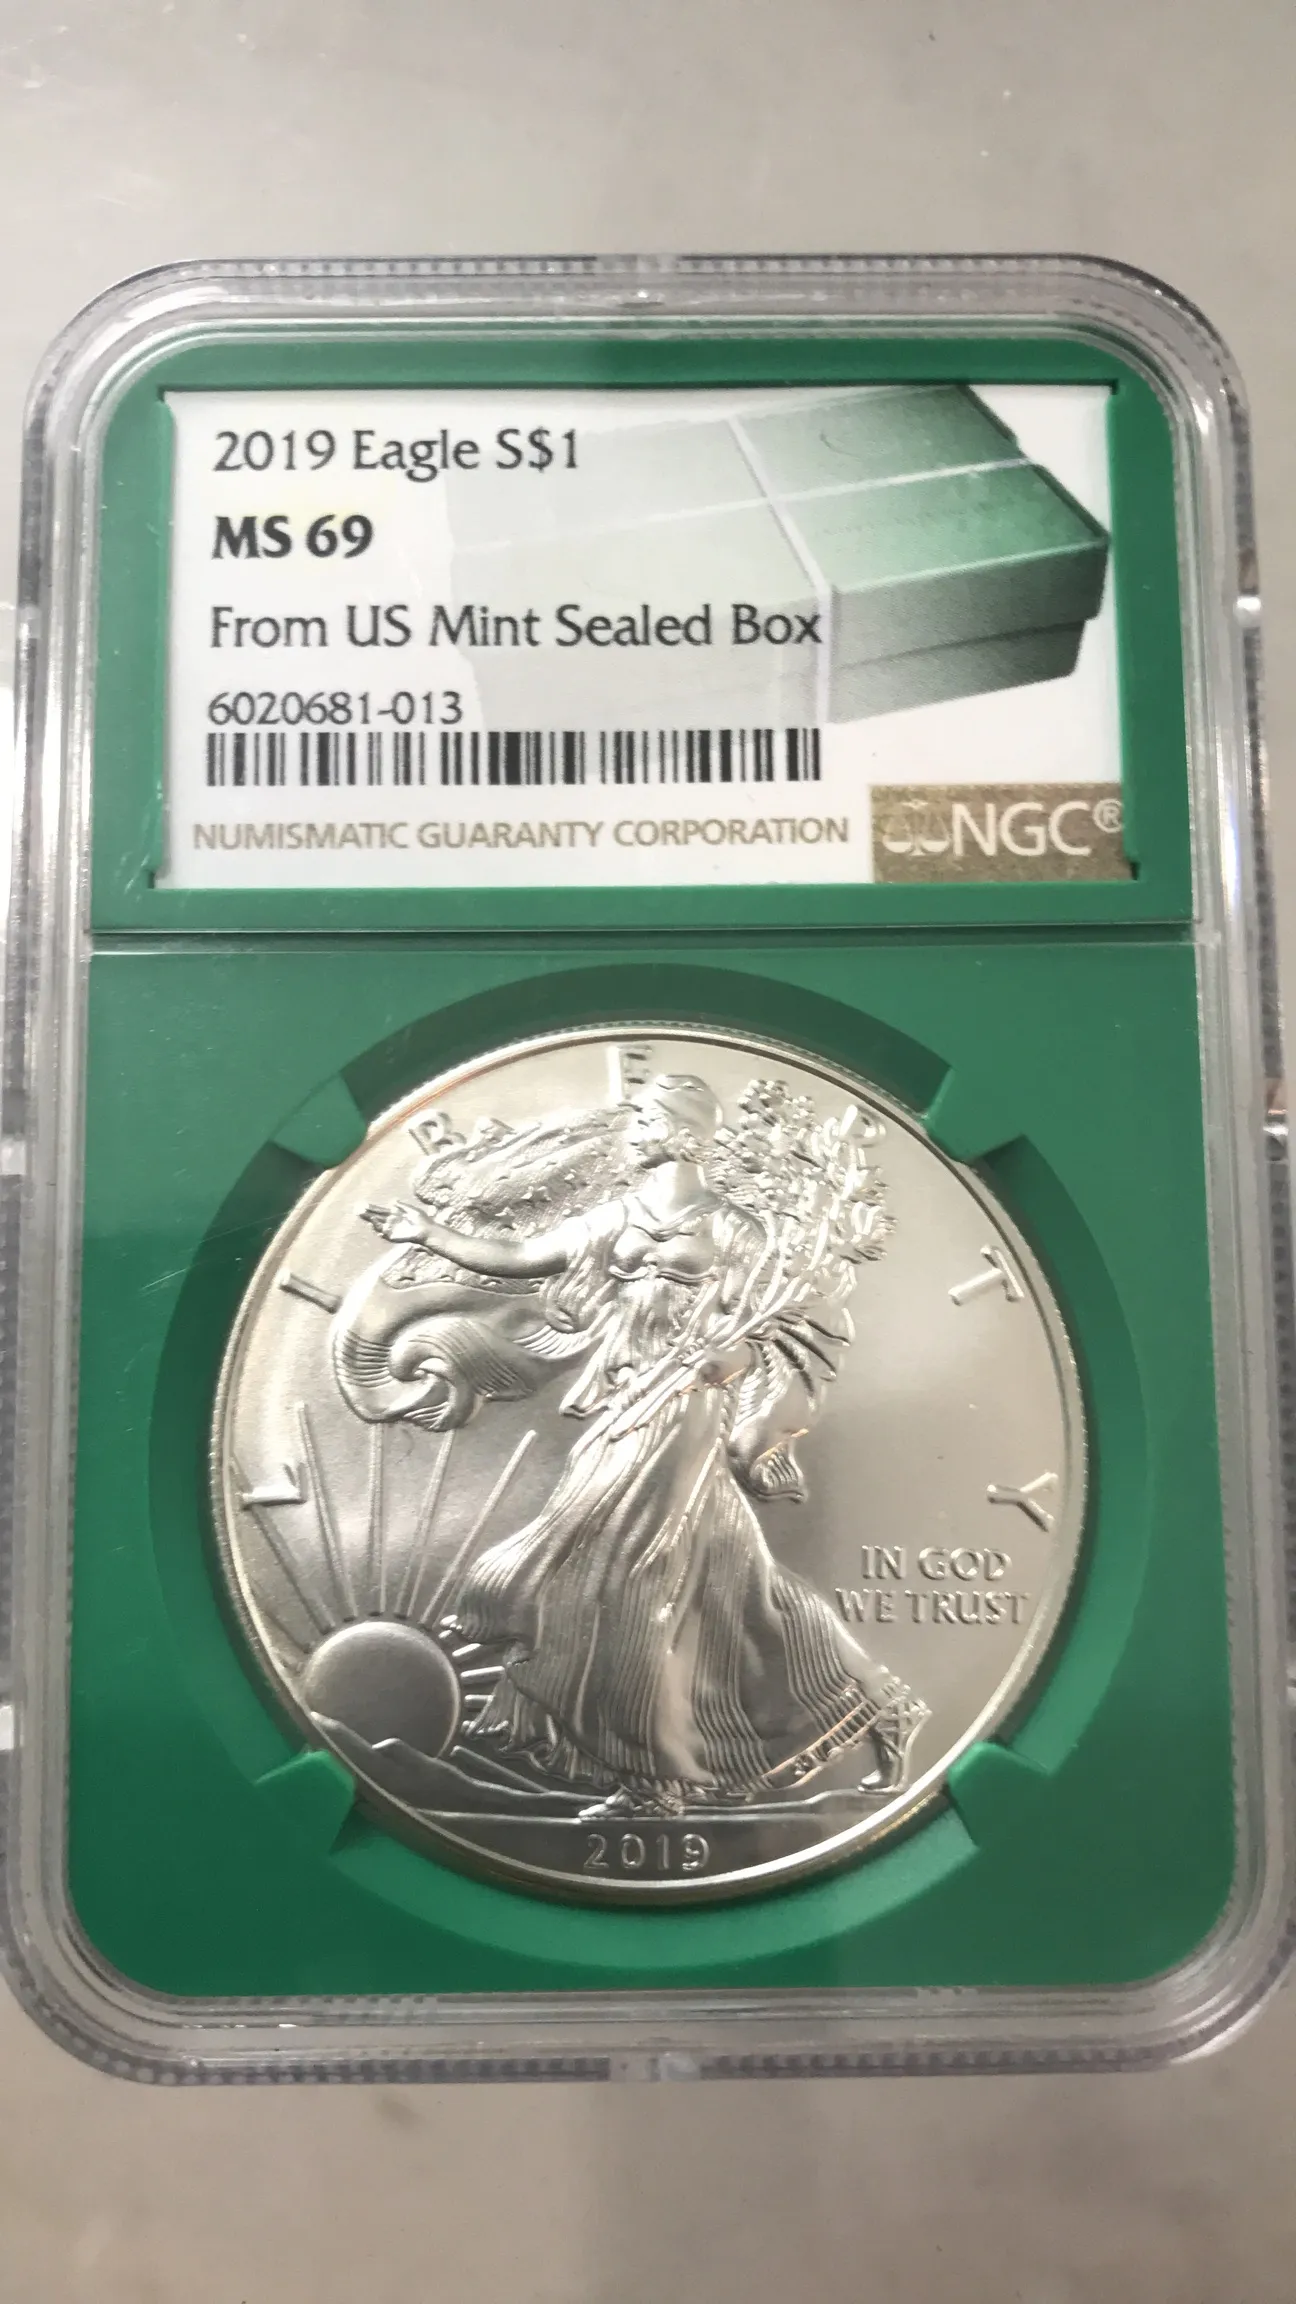 2019 Eagle S$1
MS 69
From US Mint Sealed Box
6020681-013
NUMISMATIC GUARANTY CORPORATION
NGC®
LIBERTY
IN GOD
WE TRUST
2019